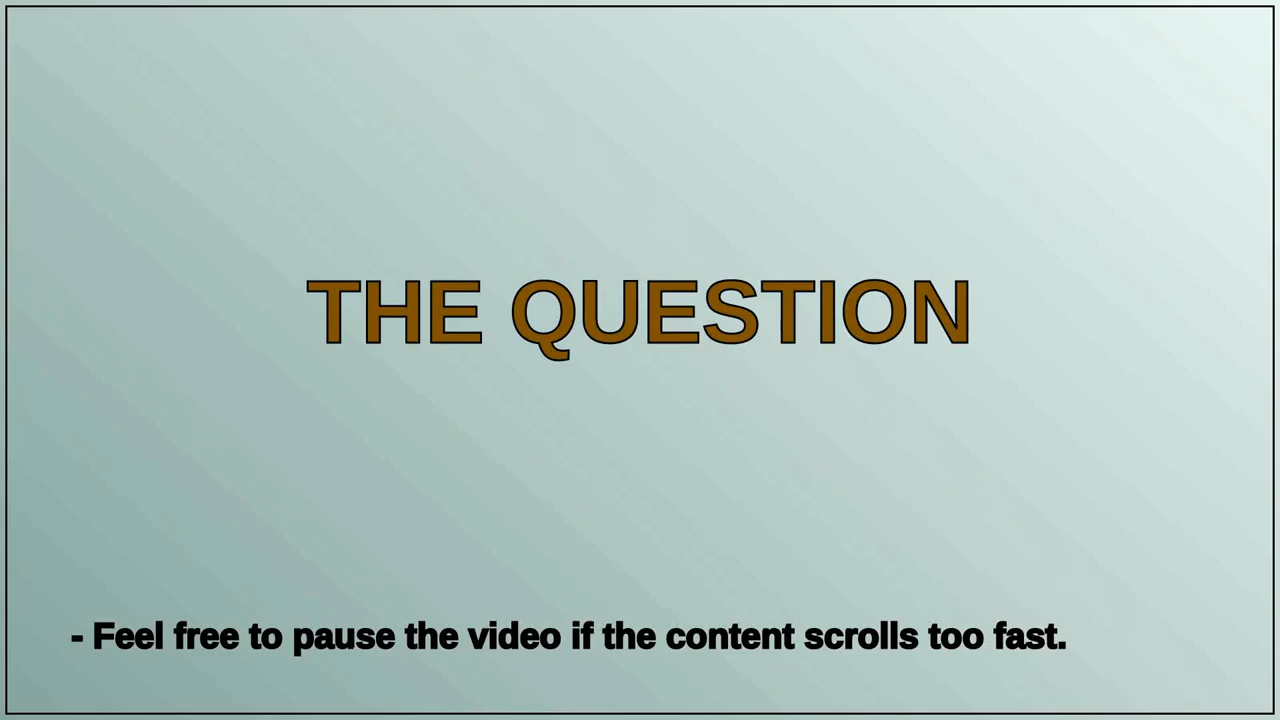 THE QUESTION
- Feel free to pause the video if the content scrolls too fast.